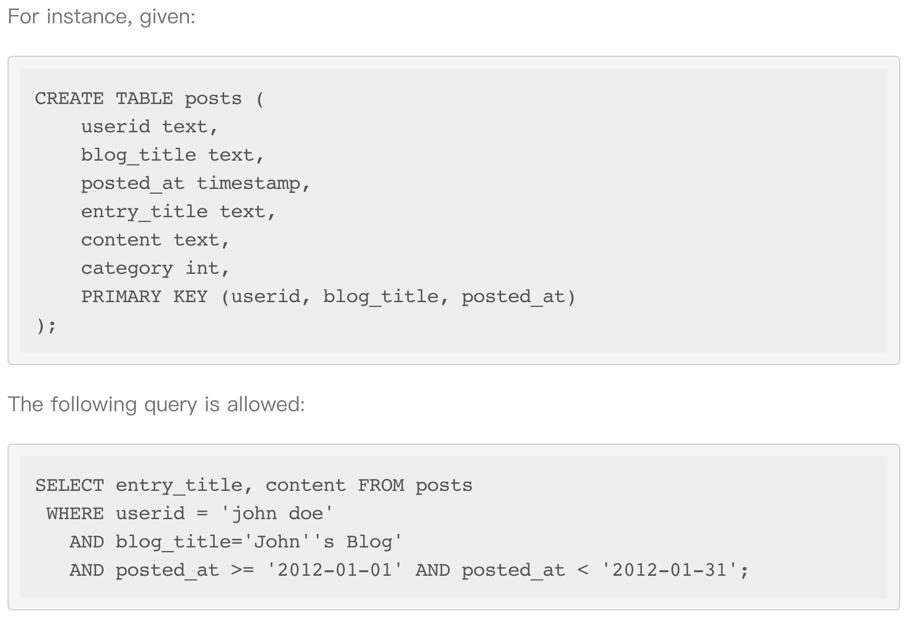 For instance, given:
CREATE TABLE posts (
    userid text,
    blog_title text,
    posted_at timestamp,
    entry_title text,
    content text,
    category int,
    PRIMARY KEY (userid, blog_title, posted_at)
);
The following query is allowed:
SELECT entry_title, content FROM posts
 WHERE userid = 'john doe'
   AND blog_title='John''s Blog'
   AND posted_at >= '2012-01-01' AND posted_at < '2012-01-31';